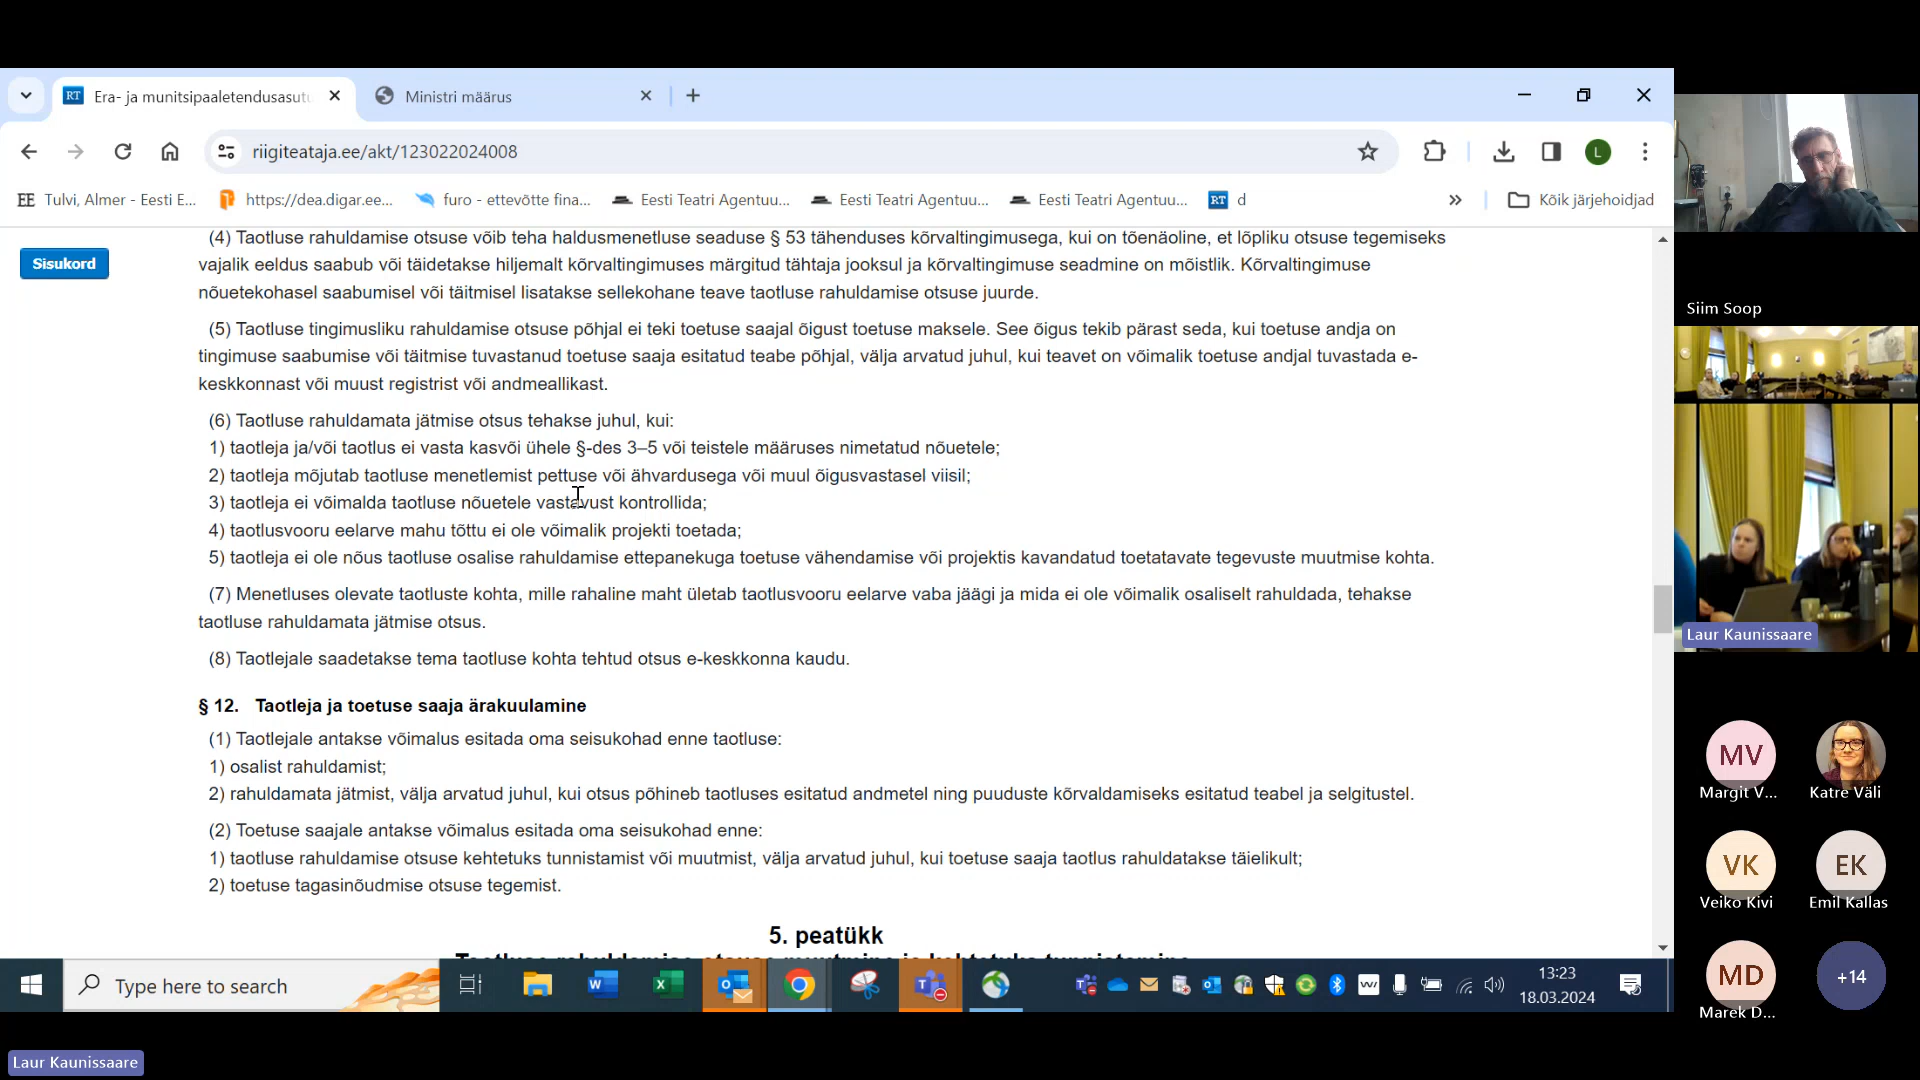 Era- ja munitsipaaletendusasutu
Ministri määrus
riigiteataja.ee/akt/123022024008
L
EE Tulvi, Almer - Eesti E...
https://dea.digar.ee...
furo - ettevõtte fina...
Eesti Teatri Agentuu...
Eesti Teatri Agentuu...
Eesti Teatri Agentuu...
RT d
»
Kõik järjehoidjad
Sisukord
(4) Taotluse rahuldamise otsuse võib teha haldusmenetluse seaduse § 53 tähenduses kõrvaltingimusega, kui on tõenäoline, et lõpliku otsuse tegemiseks
vajalik eeldus saabub või täidetakse hiljemalt kõrvaltingimuses märgitud tähtaja jooksul ja kõrvaltingimuse seadmine on mõistlik. Kõrvaltingimuse
nõuetekohasel saabumisel või täitmisel lisatakse sellekohane teave taotluse rahuldamise otsuse juurde.
(5) Taotluse tingimusliku rahuldamise otsuse põhjal ei teki toetuse saajal õigust toetuse maksele. See õigus tekib pärast seda, kui toetuse andja on
tingimuse saabumise või täitmise tuvastanud toetuse saaja esitatud teabe põhjal, välja arvatud juhul, kui teavet on võimalik toetuse andjal tuvastada e-
keskkonnast või muust registrist või andmeallikast.
(6) Taotluse rahuldamata jätmise otsus tehakse juhul, kui:
1) taotleja ja/või taotlus ei vasta kasvõi ühele §-des 3–5 või teistele määruses nimetatud nõuetele;
2) taotleja mõjutab taotluse menetlemist pettuse või ähvardusega või muul õigusvastasel viisil;
3) taotleja ei võimalda taotluse nõuetele vastavust kontrollida;
4) taotlusvooru eelarve mahu tõttu ei ole võimalik projekti toetada;
5) taotleja ei ole nõus taotluse osalise rahuldamise ettepanekuga toetuse vähendamise või projektis kavandatud toetatavate tegevuste muutmise kohta.
(7) Menetluses olevate taotluste kohta, mille rahaline maht ületab taotlusvooru eelarve vaba jäägi ja mida ei ole võimalik osaliselt rahuldada, tehakse
taotluse rahuldamata jätmise otsus.
(8) Taotlejale saadetakse tema taotluse kohta tehtud otsus e-keskkonna kaudu.
§ 12. Taotleja ja toetuse saaja ärakuulamine
(1) Taotlejale antakse võimalus esitada oma seisukohad enne taotluse:
1) osalist rahuldamist;
2) rahuldamata jätmist, välja arvatud juhul, kui otsus põhineb taotluses esitatud andmetel ning puuduste kõrvaldamiseks esitatud teabel ja selgitustel.
(2) Toetuse saajale antakse võimalus esitada oma seisukohad enne:
1) taotluse rahuldamise otsuse kehtetuks tunnistamist või muutmist, välja arvatud juhul, kui toetuse saaja taotlus rahuldatakse täielikult;
2) toetuse tagasinõudmise otsuse tegemist.
5. peatükk
Taotluse rahuldamise otsuse muutmine ja kehtetuks tunnistamine
Type here to search
13:23
18.03.2024
Siim Soop
Laur Kaunissaare
MV
Margit V...
Katre Väli
VK
Veiko Kivi
EK
Emil Kallas
MD
Marek D...
+14
Laur Kaunissaare